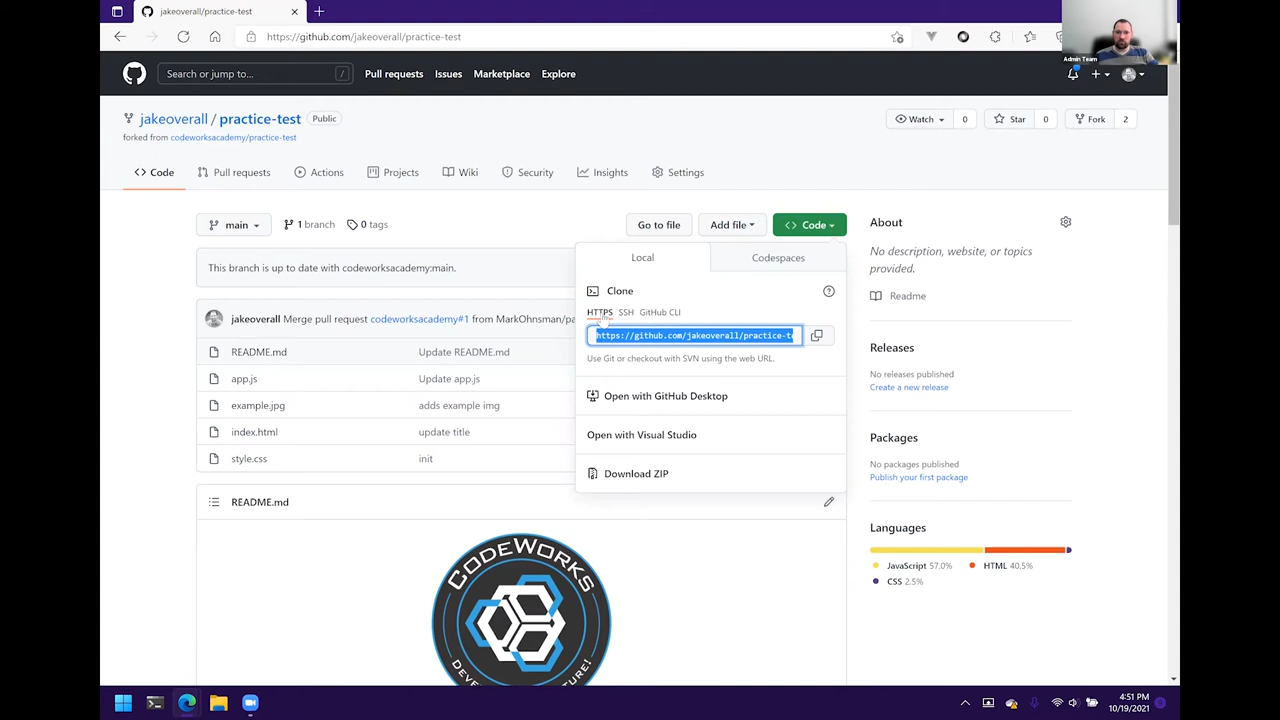 jakeoverall/practice-test
https://github.com/jakeoverall/practice-test
Admin Team
Search or jump to...
/
Pull requests
Issues
Marketplace
Explore
jakeoverall / practice-test
Public
forked from codeworksacademy/practice-test
Watch
0
Star
0
Fork
2
Code
Pull requests
Actions
Projects
Wiki
Security
Insights
Settings
main
1 branch
0 tags
Go to file
Add file
Code
This branch is up to date with codeworksacademy:main.
jakeoverall Merge pull request codeworksacademy#1 from MarkOhnsman/pa
README.md
Update README.md
app.js
Update app.js
example.jpg
adds example img
index.html
update title
style.css
init
README.md
CODEWORKS
Local
Codespaces
Clone
HTTPS
SSH
GitHub CLI
https://github.com/jakeoverall/practice-te
Use Git or checkout with SVN using the web URL.
Open with GitHub Desktop
Open with Visual Studio
Download ZIP
About
No description, website, or topics
provided.
Readme
Releases
No releases published
Create a new release
Packages
No packages published
Publish your first package
Languages
JavaScript 57.0%
HTML 40.5%
CSS 2.5%
4:51 PM
10/19/2021